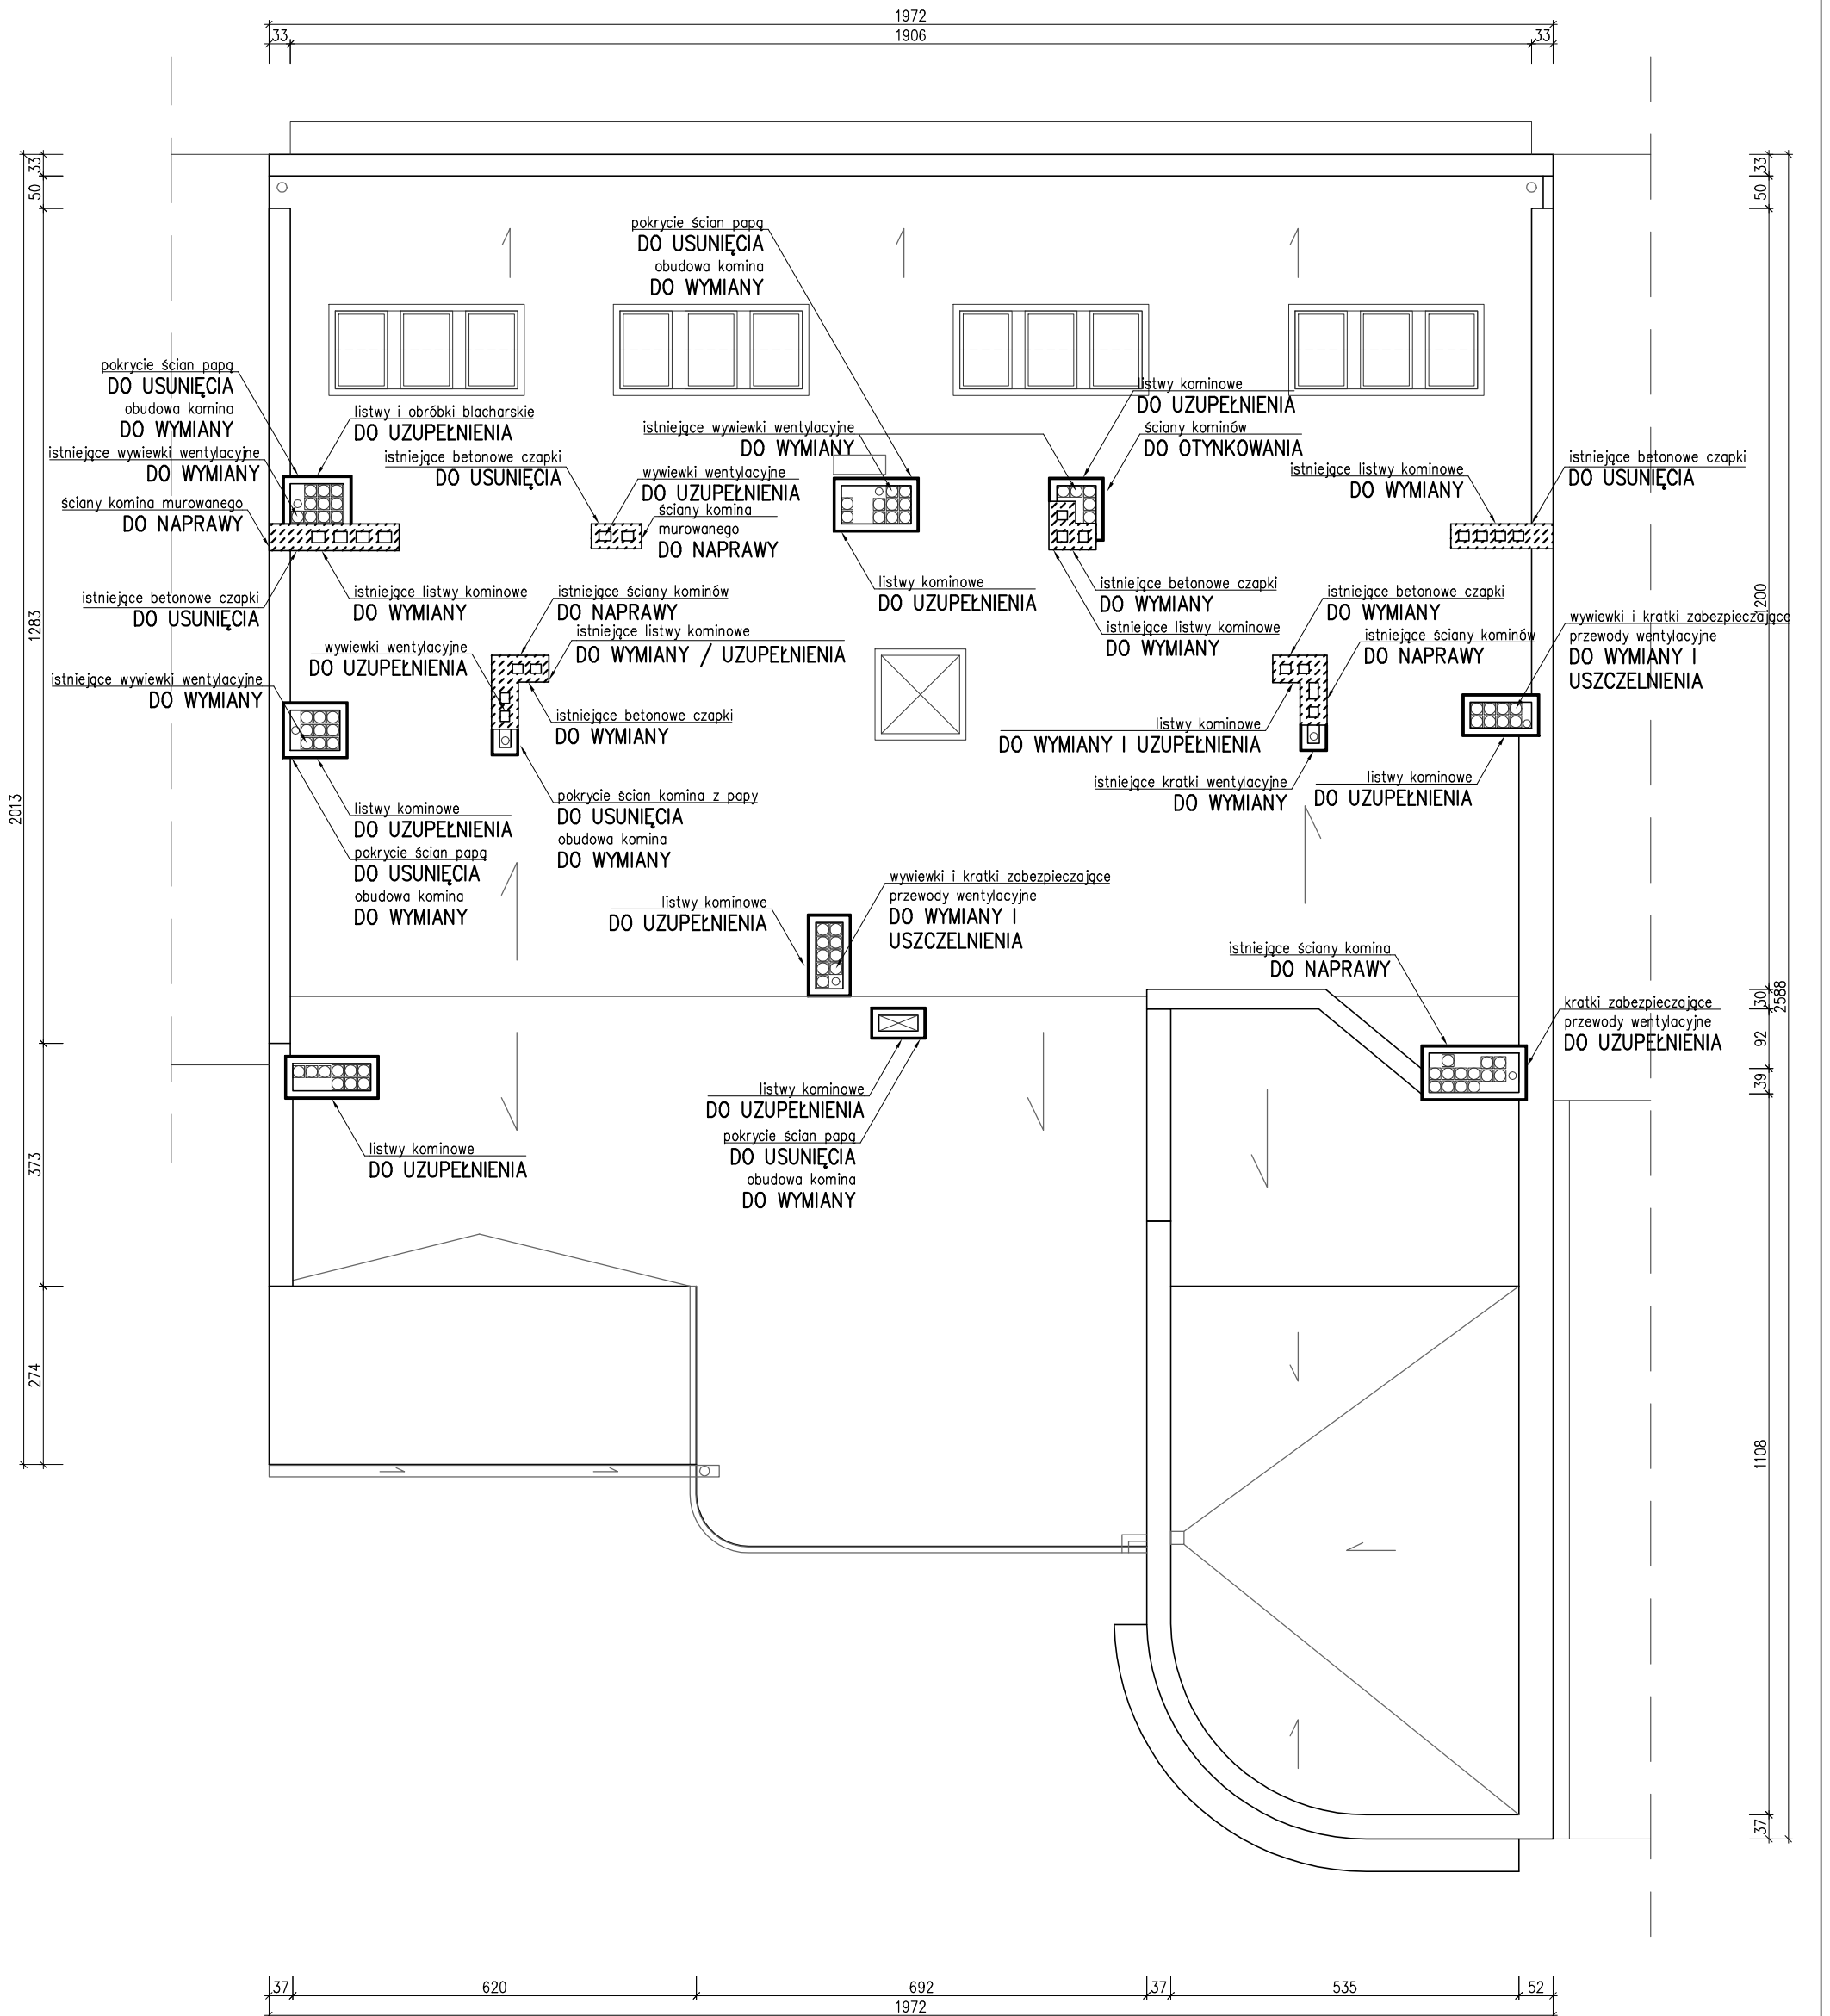 1972
33
1906
33
33
50
1283
373
274
2013
33
50
1200
30
92
39
1108
37
2588
pokrycie ścian papą
DO USUNIĘCIA
obudowa komina
DO WYMIANY
pokrycie ścian papą
DO USUNIĘCIA
obudowa komina
DO WYMIANY
istniejące wywiewki wentylacyjne
DO WYMIANY
ściany komina murowanego
DO NAPRAWY
listwy i obróbki blacharskie
DO UZUPEŁNIENIA
istniejące betonowe czapki
DO USUNIĘCIA
wywiewki wentylacyjne
DO UZUPEŁNIENIA
ściany komina
murowanego
DO NAPRAWY
istniejące wywiewki wentylacyjne
DO WYMIANY
listwy kominowe
DO UZUPEŁNIENIA
ściany kominów
DO OTYNKOWANIA
istniejące listwy kominowe
DO WYMIANY
istniejące betonowe czapki
DO USUNIĘCIA
istniejące betonowe czapki
DO USUNIĘCIA
istniejące listwy kominowe
DO WYMIANY
istniejące ściany kominów
DO NAPRAWY
istniejące listwy kominowe
DO WYMIANY / UZUPEŁNIENIA
wywiewki wentylacyjne
DO UZUPEŁNIENIA
listwy kominowe
DO UZUPEŁNIENIA
istniejące betonowe czapki
DO WYMIANY
istniejące listwy kominowe
DO WYMIANY
istniejące betonowe czapki
DO WYMIANY
istniejące ściany kominów
DO NAPRAWY
wywiewki i kratki zabezpieczające
przewody wentylacyjne
DO WYMIANY I
USZCZELNIENIA
istniejące wywiewki wentylacyjne
DO WYMIANY
istniejące betonowe czapki
DO WYMIANY
listwy kominowe
DO WYMIANY I UZUPEŁNIENIA
istniejące kratki wentylacyjne
DO WYMIANY
listwy kominowe
DO UZUPEŁNIENIA
listwy kominowe
DO UZUPEŁNIENIA
pokrycie ścian papą
DO USUNIĘCIA
obudowa komina
DO WYMIANY
pokrycie ścian komina z papy
DO USUNIĘCIA
obudowa komina
DO WYMIANY
listwy kominowe
DO UZUPEŁNIENIA
wywiewki i kratki zabezpieczające
przewody wentylacyjne
DO WYMIANY I
USZCZELNIENIA
istniejące ściany komina
DO NAPRAWY
kratki zabezpieczające
przewody wentylacyjne
DO UZUPEŁNIENIA
listwy kominowe
DO UZUPEŁNIENIA
pokrycie ścian papą
DO USUNIĘCIA
obudowa komina
DO WYMIANY
listwy kominowe
DO UZUPEŁNIENIA
37
620
692
37
535
52
1972